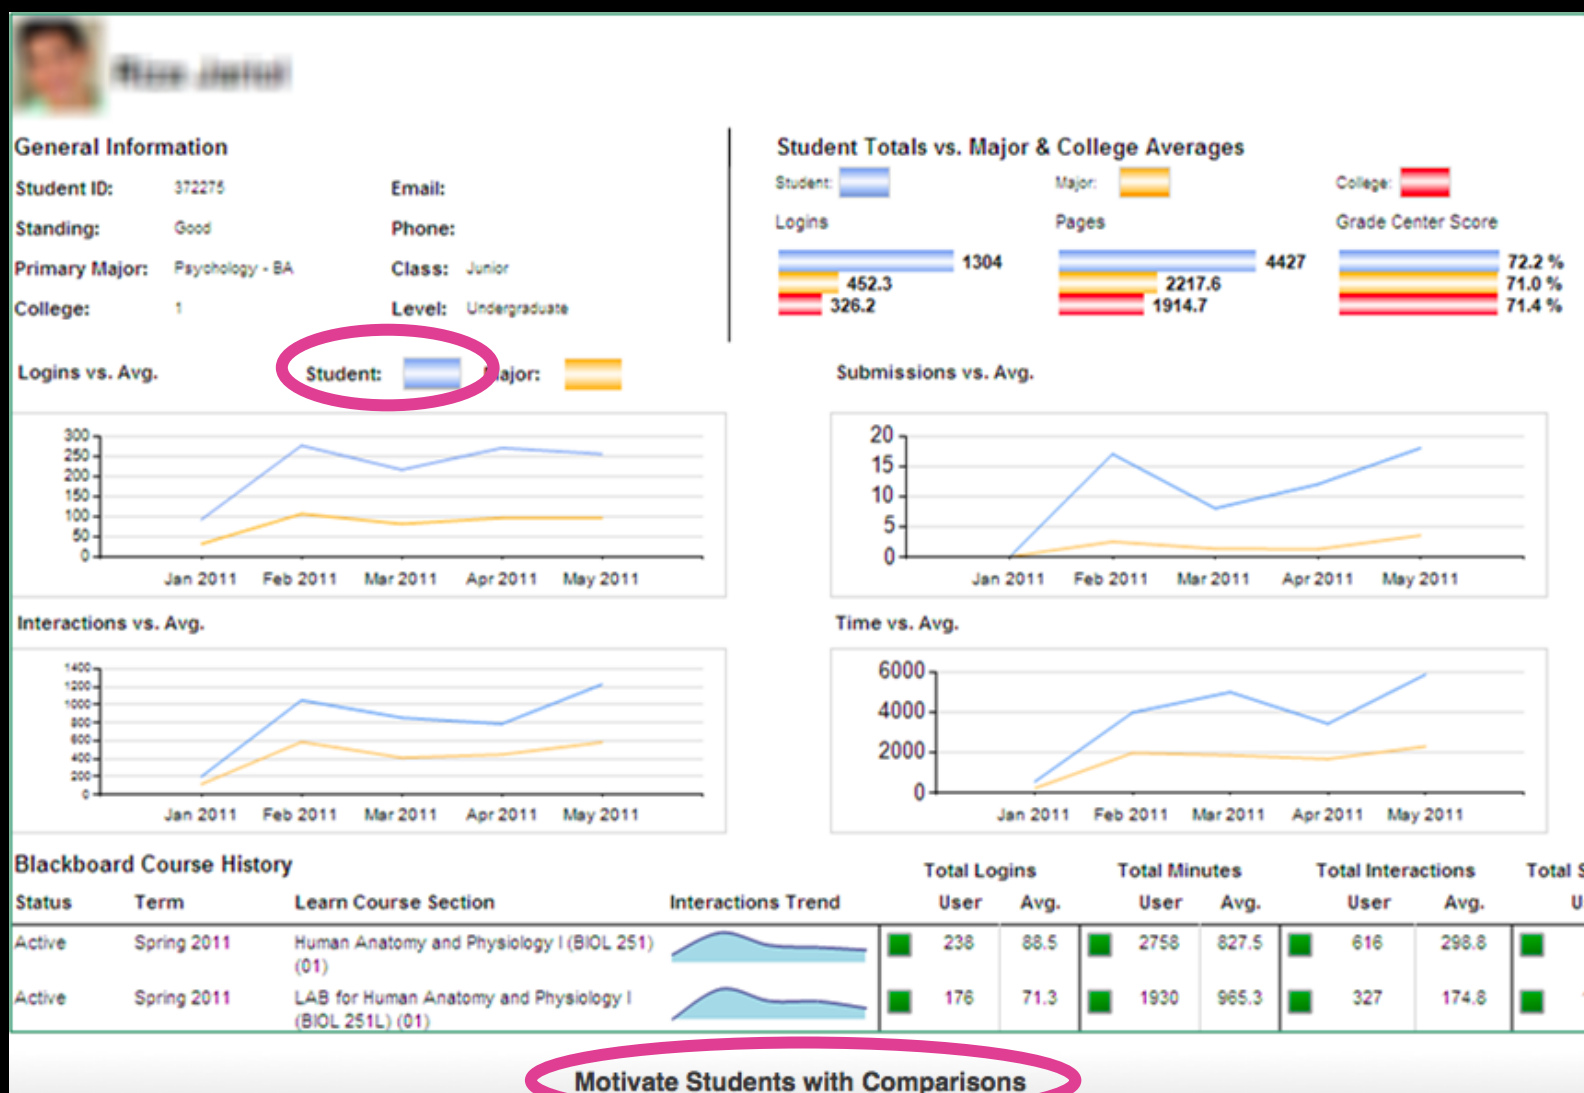 General Information
Student ID: 372275 Email:
Standing: Good Phone:
Primary Major: Psychology - BA Class: Junior
College: 1 Level: Undergraduate
Student Totals vs. Major & College Averages
Student: Major: College:
Logins Pages Grade Center Score
1304 4427 72.2 %
452.3 2217.6 71.0 %
326.2 1914.7 71.4 %
Logins vs. Avg. Student: ajor:
300
250
200
150
100
50
0
Jan 2011 Feb 2011 Mar 2011 Apr 2011 May 2011
Submissions vs. Avg.
20
15
10
5
0
Jan 2011 Feb 2011 Mar 2011 Apr 2011 May 2011
Interactions vs. Avg.
1400
1200
1000
800
600
400
200
0
Jan 2011 Feb 2011 Mar 2011 Apr 2011 May 2011
Time vs. Avg.
6000
4000
2000
0
Jan 2011 Feb 2011 Mar 2011 Apr 2011 May 2011
Blackboard Course History
Total Logins Total Minutes Total Interactions Total S
Status Term Learn Course Section Interactions Trend User Avg. User Avg. User Avg. U
Active Spring 2011 Human Anatomy and Physiology I (BIOL 251) 238 88.5 2758 827.5 616 298.8
(01)
Active Spring 2011 LAB for Human Anatomy and Physiology I 176 71.3 1930 965.3 327 174.8
(BIOL 251L) (01)
Motivate Students with Comparisons